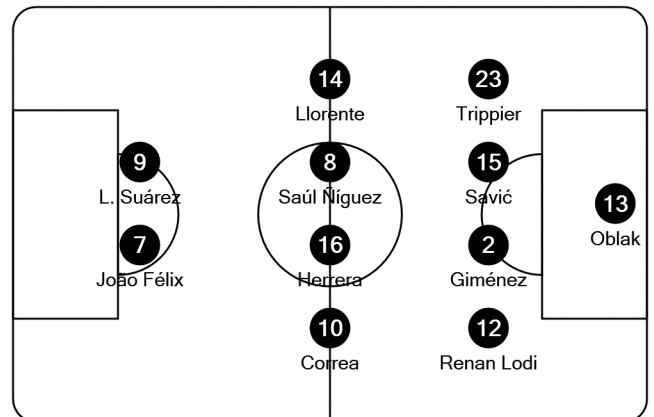 14
Llorente
23
Trippier
9
L. Suárez
8
Saúl Ñíguez
15
Savić
13
Oblak
7
João Félix
16
Herrera
2
Giménez
10
Correa
12
Renan Lodi